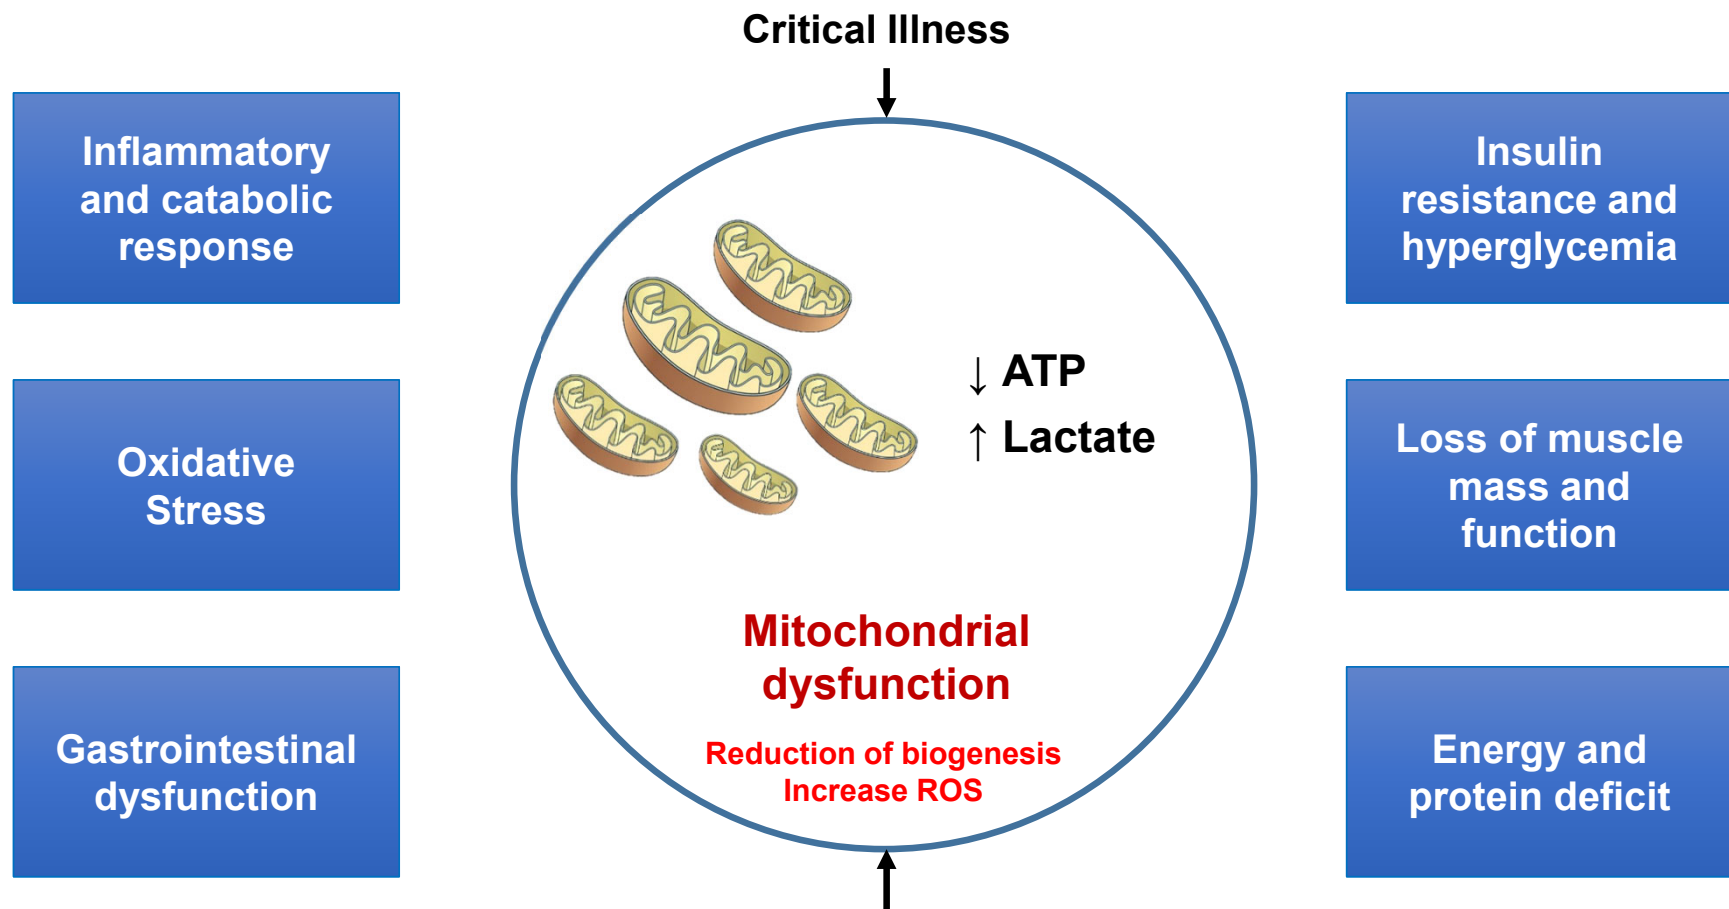 Critical Illness
Inflammatory
and catabolic
response
Oxidative
Stress
Gastrointestinal
dysfunction
↓ ATP
↑ Lactate
Mitochondrial
dysfunction
Reduction of biogenesis
Increase ROS
Insulin
resistance and
hyperglycemia
Loss of muscle
mass and
function
Energy and
protein deficit